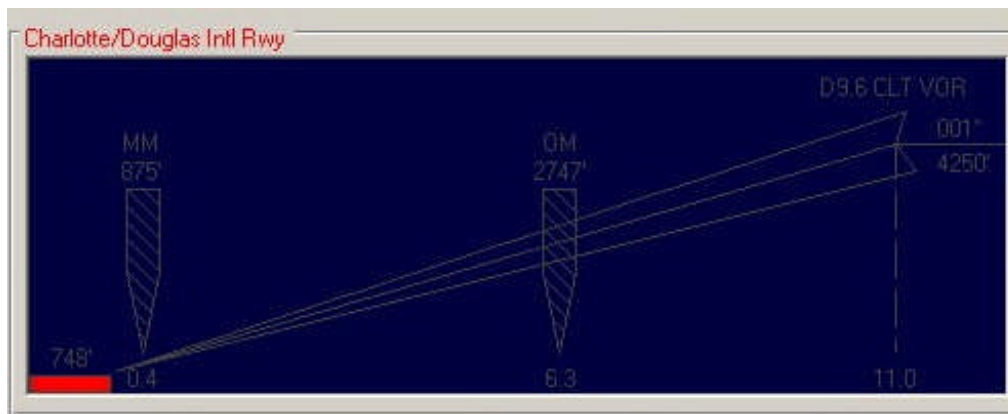 Charlotte/Douglas Intl Rwy
D9.6 CLT VOR
MM
875'
OM
2747'
001°
4250'
748'
0.4
6.3
11.0